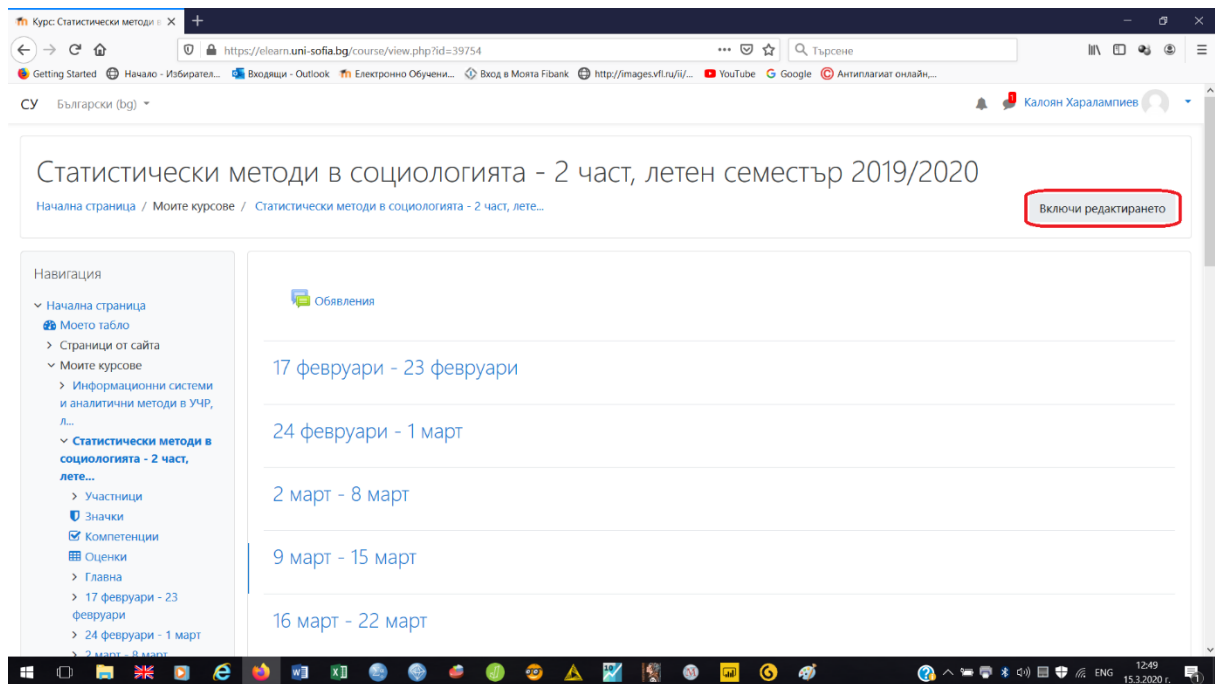 Курс: Статистически методи в
https://elearn.uni-sofia.bg/course/view.php?id=39754
Търсене
Getting Started
Начало - Избирател...
Входящи - Outlook
Електронно Обучени...
Вход в Моята Fibank
http://images.vfl.ru/ii/...
YouTube
Google
Антиплагиат онлайн,...
СУ Български (bg)
1
Калоян Харалампиев
Статистически методи в социологията - 2 част, летен семестър 2019/2020
Начална страница / Моите курсове / Статистически методи в социологията - 2 част, лете...
Включи редактирането
Навигация
Начална страница
Моето табло
Страници от сайта
Моите курсове
Информационни системи
и аналитични методи в УЧР,
л...
Статистически методи в
социологията - 2 част,
лете...
Участници
Значки
Компетенции
Оценки
Главна
17 февруари - 23
февруари
24 февруари - 1 март
2 март - 8 март
Обявления
17 февруари - 23 февруари
24 февруари - 1 март
2 март - 8 март
9 март - 15 март
16 март - 22 март
ENG
12:49
15.3.2020 г.